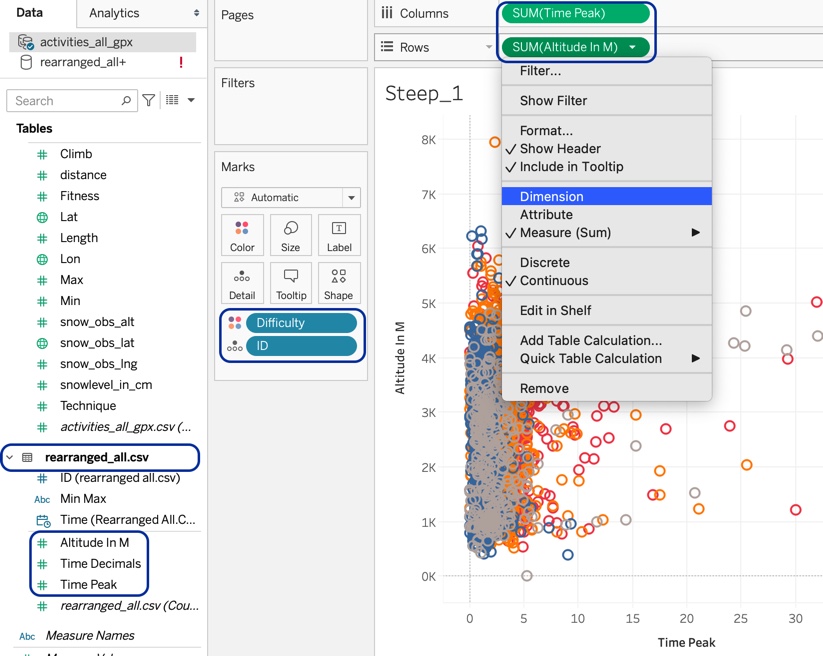 Data
Analytics
activities_all_gpx
rearranged_all+
!
Search
Tables
Climb
distance
Fitness
Lat
Length
Lon
Max
Min
snow_obs_alt
snow_obs_lat
snow_obs_lng
snowlevel_in_cm
Technique
activities_all_gpx.csv (...
rearranged_all.csv
ID (rearranged all.csv)
Abc Min Max
Time (Rearranged All.C...
Altitude In M
Time Decimals
Time Peak
rearranged_all.csv (Cou...
Abc Measure Names
Pages
Filters
Marks
Automatic
Color
Size
Label
Detail
Tooltip
Shape
Difficulty
ID
Columns
SUM(Time Peak)
Rows
SUM(Altitude In M)
Steep_1
Filter...
Show Filter
Format...
Show Header
Include in Tooltip
Dimension
Attribute
Measure (Sum)
Discrete
Continuous
Edit in Shelf
Add Table Calculation...
Quick Table Calculation
Remove
Altitude In M
8K
7K
6K
5K
4K
3K
2K
1K
0K
0
5
10
15
20
25
30
Time Peak